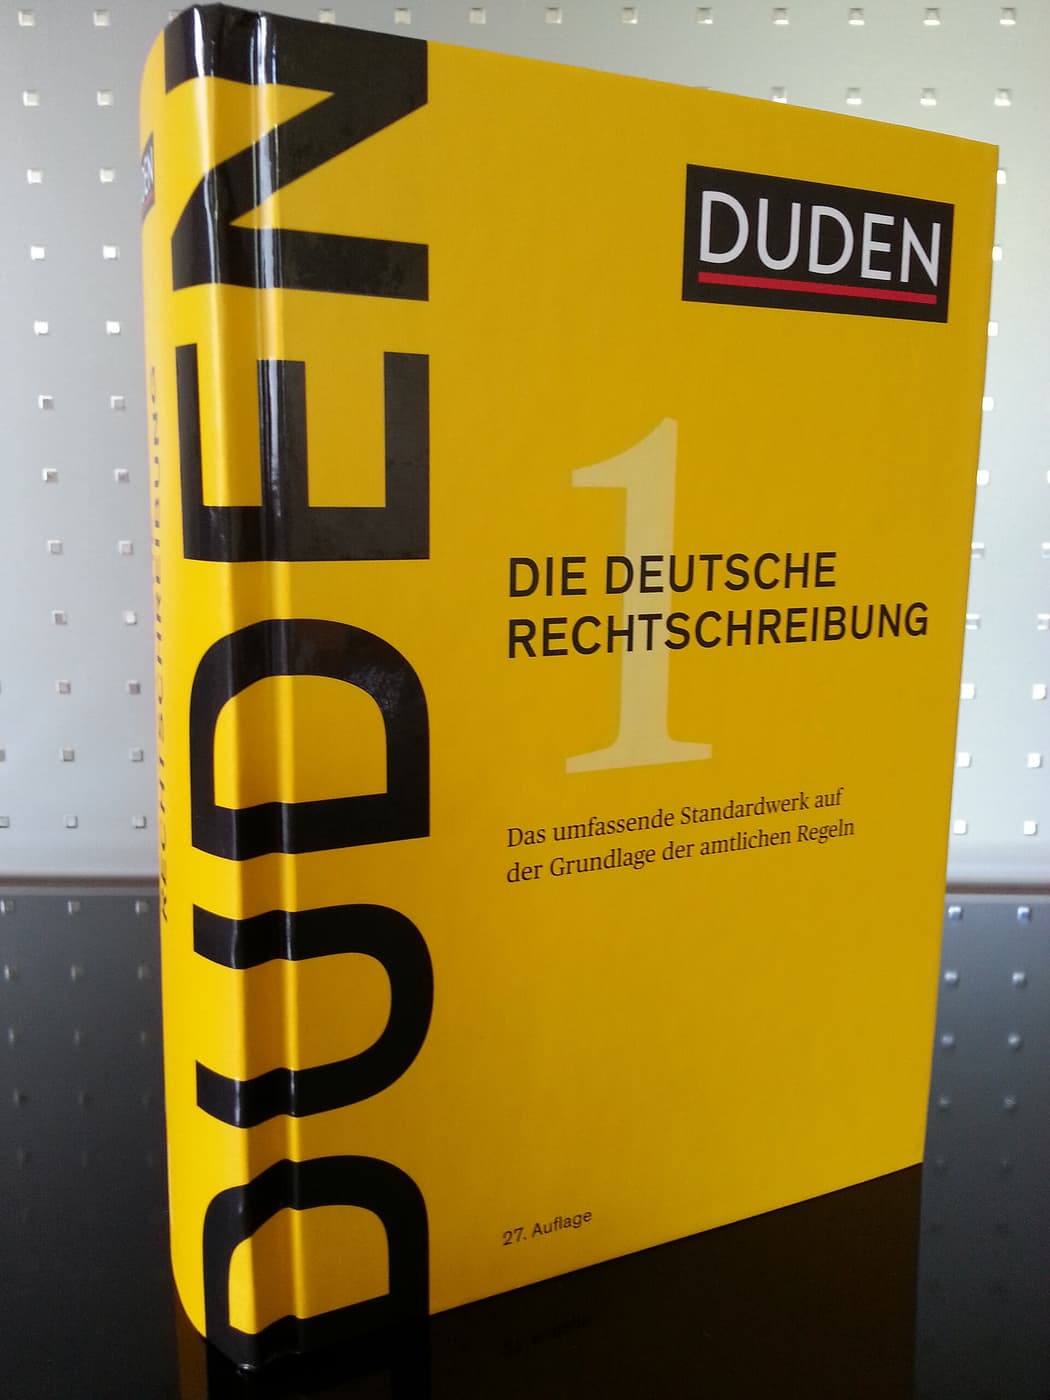 DUDEN
DUDEN
1
DIE DEUTSCHE
RECHTSCHREIBUNG
Das umfassende Standardwerk auf
der Grundlage der amtlichen Regeln
27. Auflage
RECHTSCHREIBUNG